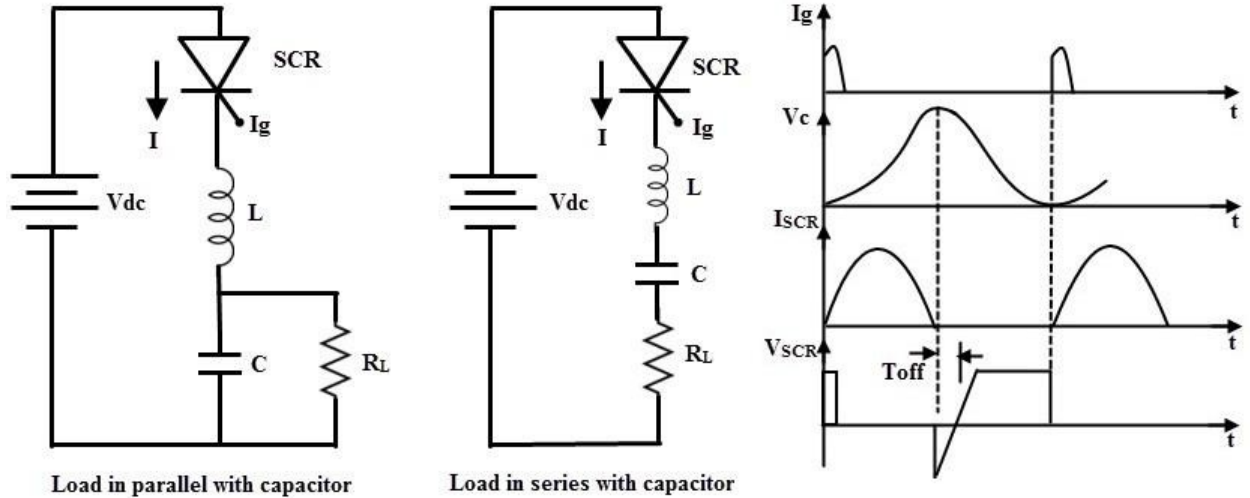 SCR
Ig
I
Vdc
L
C
RL
Load in parallel with capacitor
SCR
Ig
I
Vdc
L
C
RL
Load in series with capacitor
Ig
t
Vc
t
ISCR
t
VSCR
Toff
t